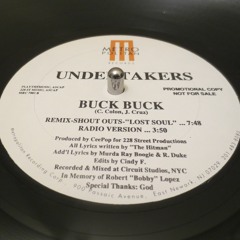 METRO
RECORDS
UNDERTAKERS
PROMOTIONAL COPY
NOT FOR SALE
BUCK BUCK
(C. Colon, J. Cruz)
REMIX-SHOUT OUTS-"LOST SOUL" ... 7:48
RADIO VERSION ... 3:50
Produced by CeePop for 228 Street Productions
All Lyrics written by "The Hitman"
Add'l Lyrics by Murda Ray Boogie & R. Duke
Recorded & Mixed at Circuit Studios, NYC
Edits by Cindy F.
In Memory of Robert "Bobby" Lopez
Special Thanks: God